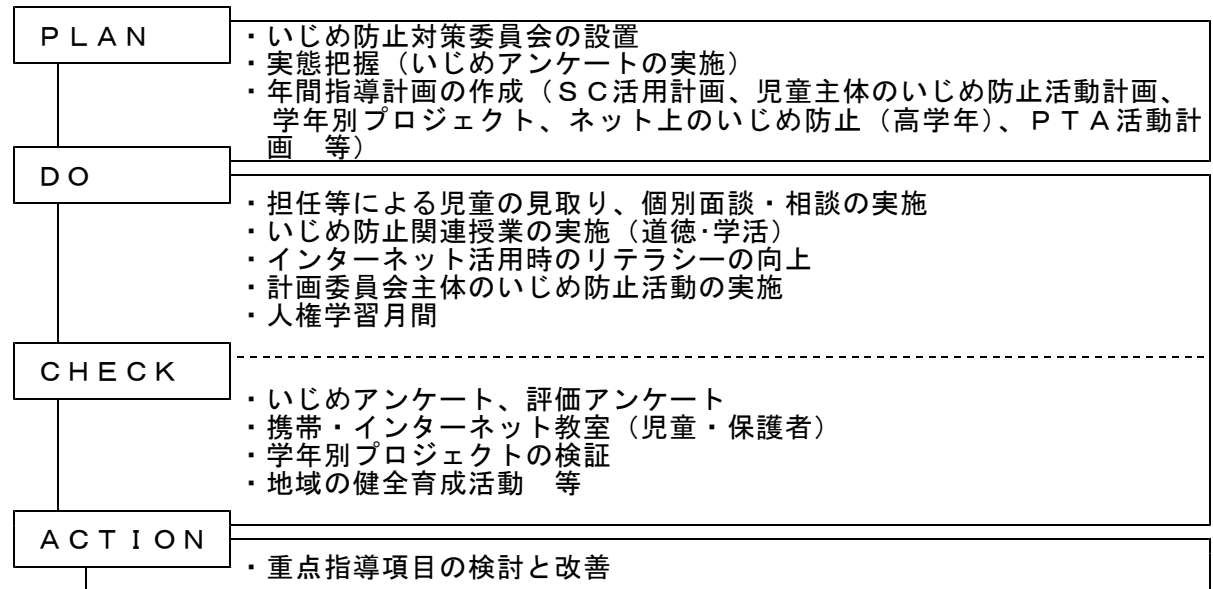 ＰＬＡＮ
・いじめ防止対策委員会の設置
・実態把握（いじめアンケートの実施）
・年間指導計画の作成（ＳＣ活用計画、児童主体のいじめ防止活動計画、
学年別プロジェクト、ネット上のいじめ防止（高学年）、ＰＴＡ活動計
画　等）
ＤＯ
・担任等による児童の見取り、個別面談・相談の実施
・いじめ防止関連授業の実施（道徳･学活）
・インターネット活用時のリテラシーの向上
・計画委員会主体のいじめ防止活動の実施
・人権学習月間
ＣＨＥＣＫ
・いじめアンケート、評価アンケート
・携帯・インターネット教室（児童・保護者）
・学年別プロジェクトの検証
・地域の健全育成活動　等
ＡＣＴＩＯＮ
・重点指導項目の検討と改善